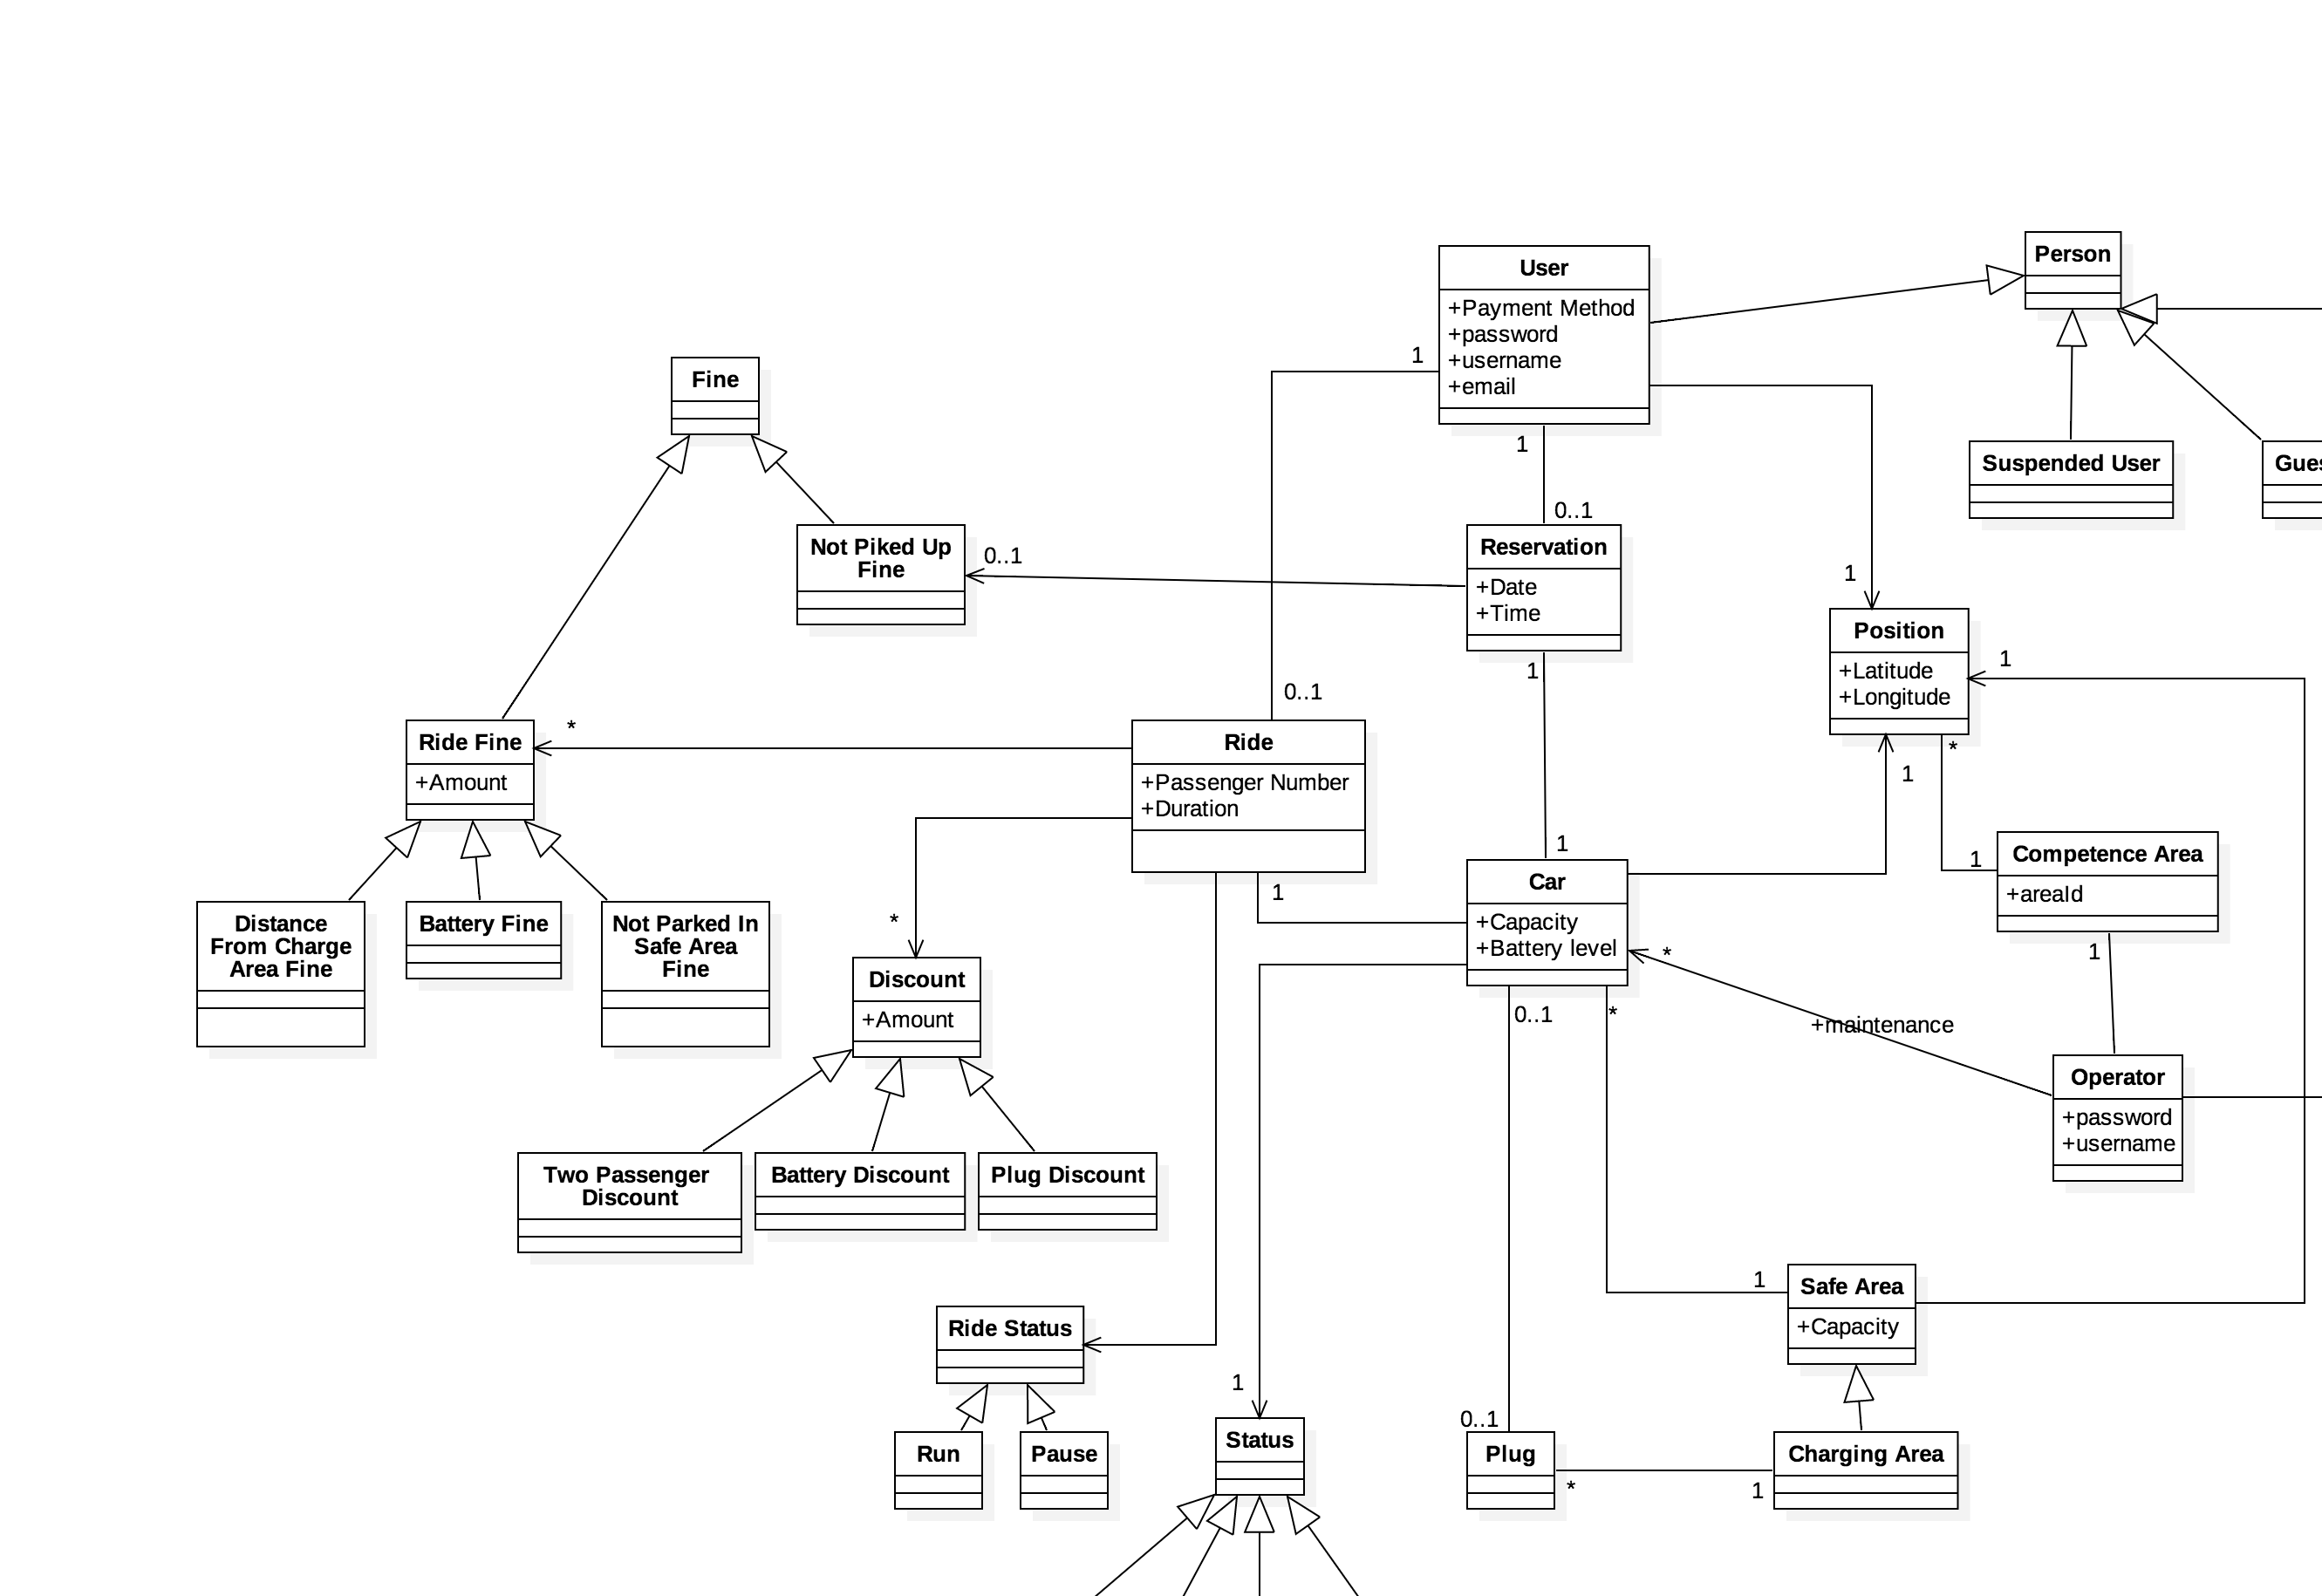 Person
User
+Payment Method
+password
+username
+email
1
Fine
1
Suspended User
Gues
0..1
Not Piked Up
Fine
0..1
Reservation
+Date
+Time
1
1
Position
+Latitude
+Longitude
1
*
1
0..1
Ride Fine
+Amount
*
Ride
+Passenger Number
+Duration
1
1
Car
+Capacity
+Battery level
*
1
Competence Area
+areaId
1
Distance
From Charge
Area Fine
Battery Fine
Not Parked In
Safe Area
Fine
*
Discount
+Amount
0..1
*
+maintenance
Operator
+password
+username
Two Passenger
Discount
Battery Discount
Plug Discount
1
Safe Area
+Capacity
Ride Status
1
0..1
Run
Pause
Status
Plug
*
1
Charging Area